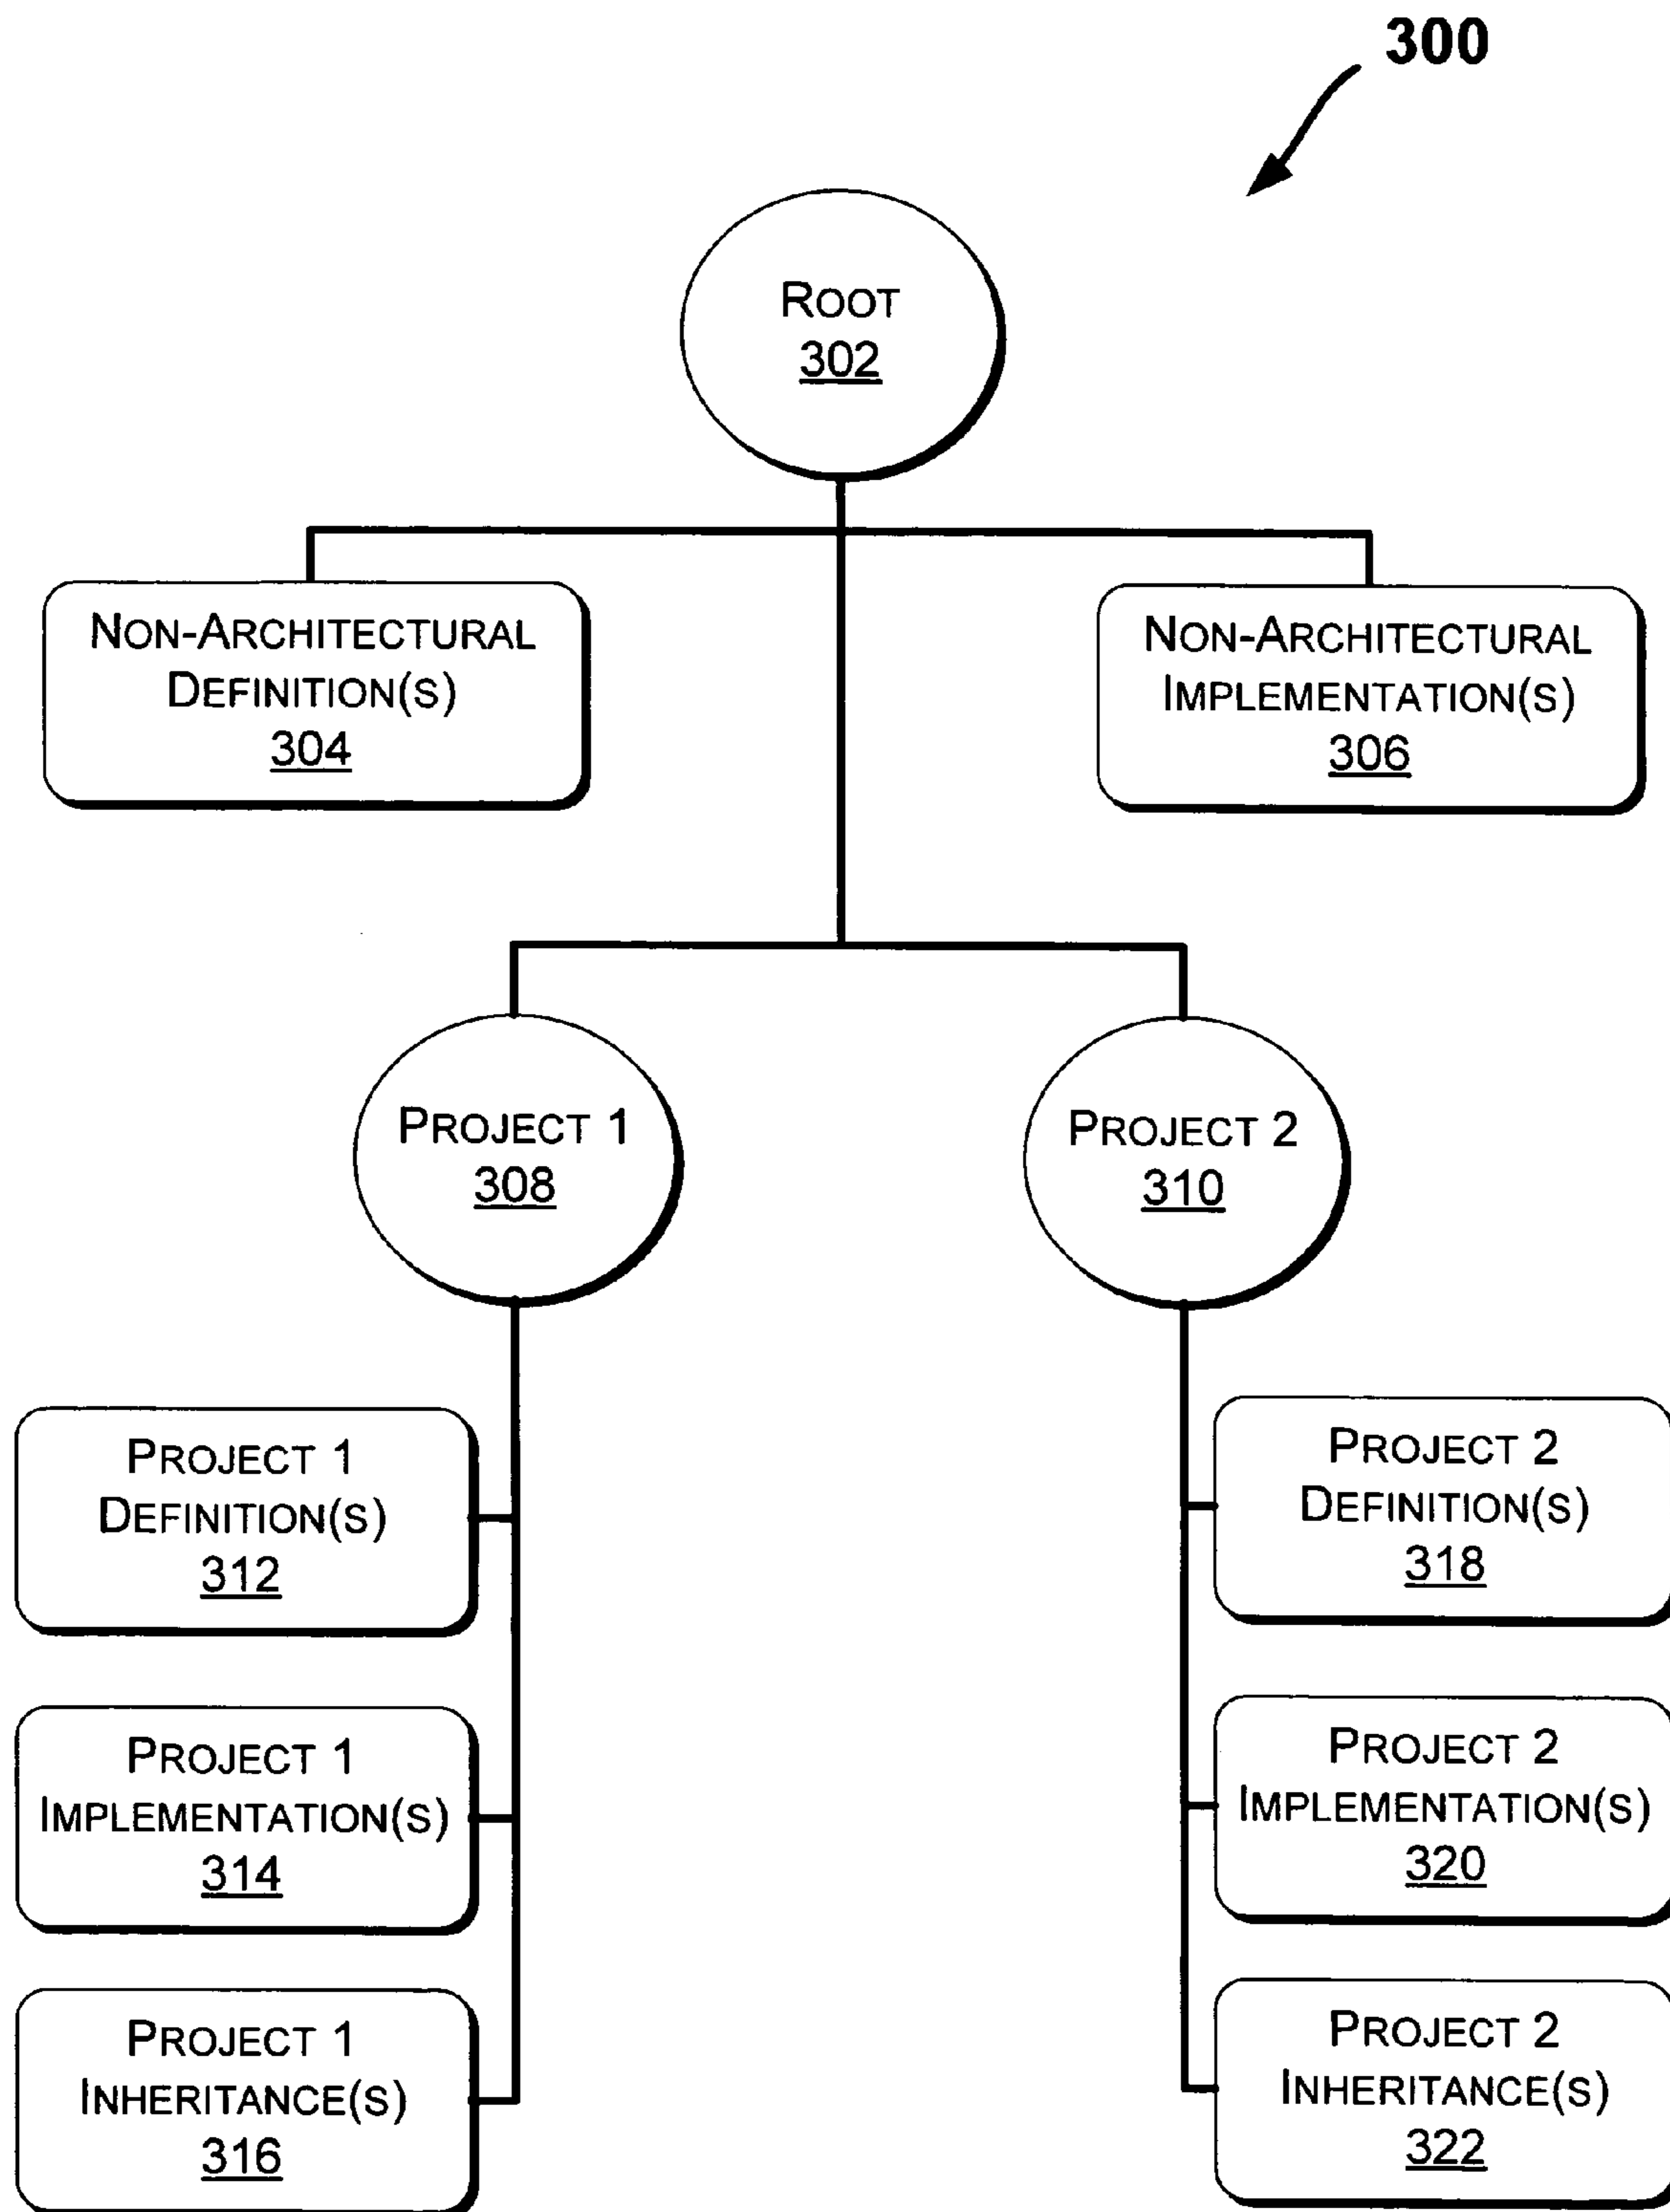 300
ROOT
302
NON-ARCHITECTURAL
DEFINITION(S)
304
NON-ARCHITECTURAL
IMPLEMENTATION(S)
306
PROJECT 1
308
PROJECT 2
310
PROJECT 1
DEFINITION(S)
312
PROJECT 2
DEFINITION(S)
318
PROJECT 1
IMPLEMENTATION(S)
314
PROJECT 2
IMPLEMENTATION(S)
320
PROJECT 1
INHERITANCE(S)
316
PROJECT 2
INHERITANCE(S)
322